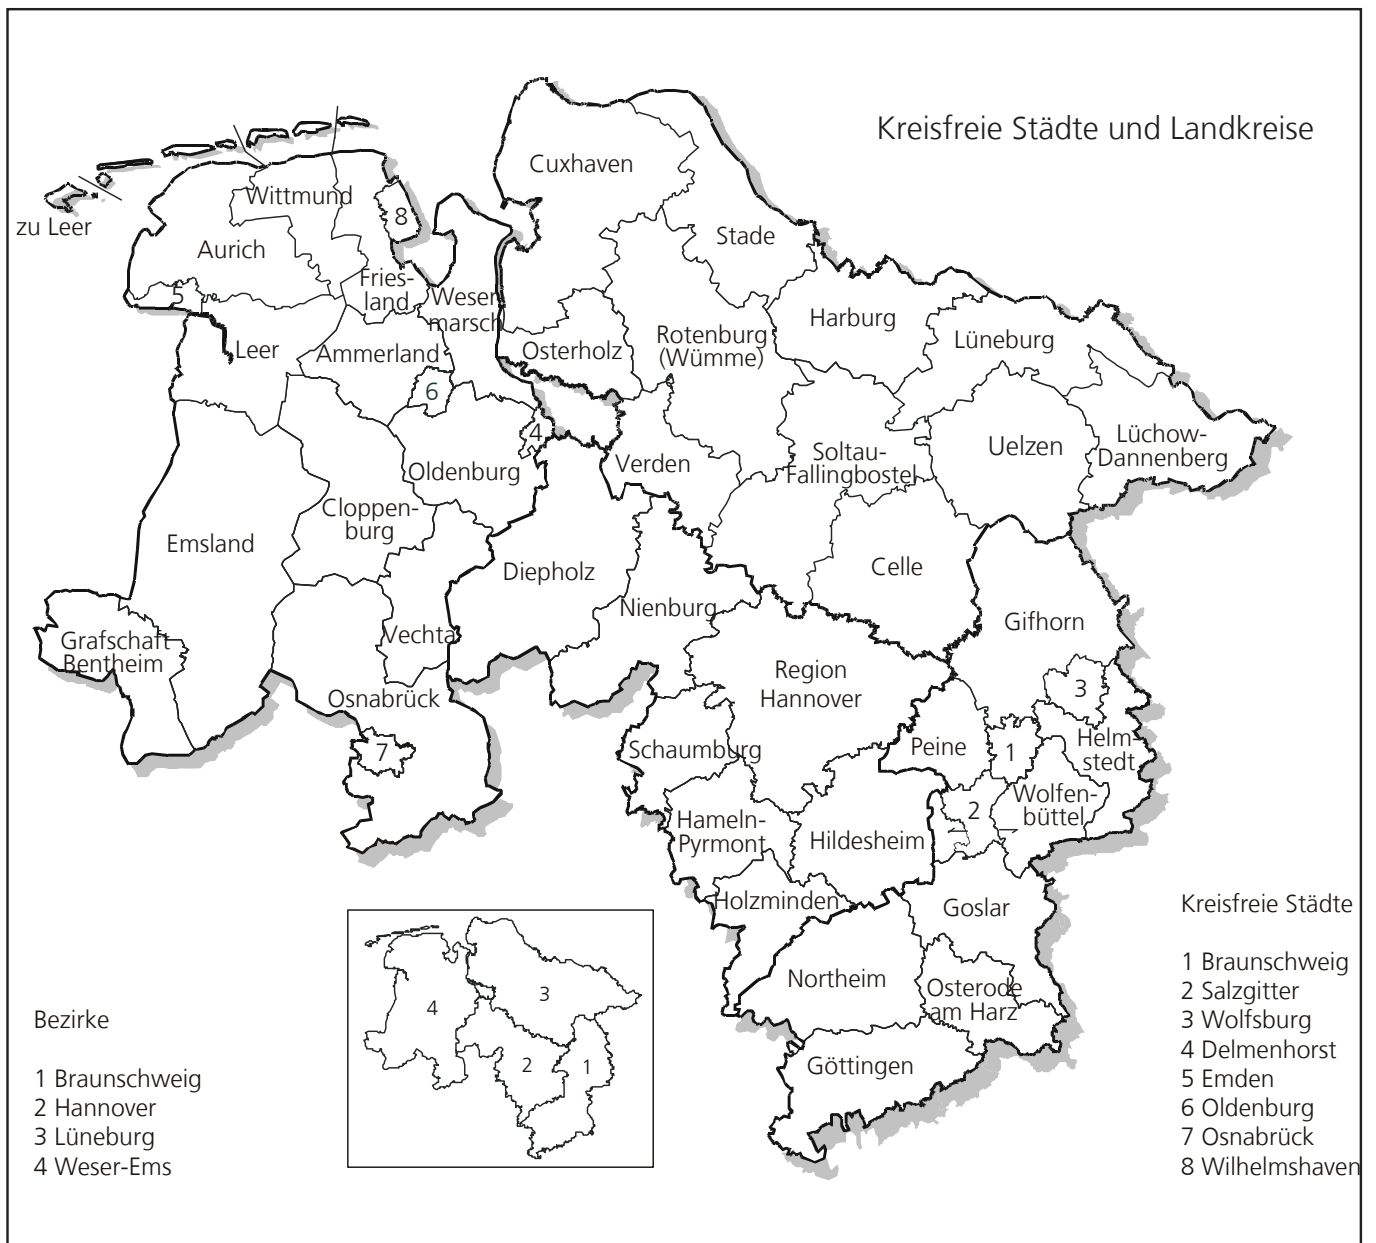 Kreisfreie Städte und Landkreise
Cuxhaven
Wittmund
8
zu Leer
Stade
Aurich
Fries-
land
5
Weser-
marsch
Harburg
Rotenburg
(Wümme)
Lüneburg
Leer
Ammerland
Osterholz
6
4
Lüchow-
Dannenberg
Uelzen
Soltau-
Fallingbostel
Verden
Oldenburg
Cloppen-
burg
Emsland
Diepholz
Celle
Nienburg
Gifhorn
Vechta
Grafschaft
Bentheim
Region
Hannover
3
Osnabrück
7
Schaumburg
Peine
1
Helm-
stedt
Wolfen-
büttel
2
Hameln-
Pyrmont
Hildesheim
Holzminden
Goslar
Northeim
Osterode
am Harz
Göttingen
4
3
2
1
Bezirke
1 Braunschweig
2 Hannover
3 Lüneburg
4 Weser-Ems
Kreisfreie Städte
1 Braunschweig
2 Salzgitter
3 Wolfsburg
4 Delmenhorst
5 Emden
6 Oldenburg
7 Osnabrück
8 Wilhelmshaven